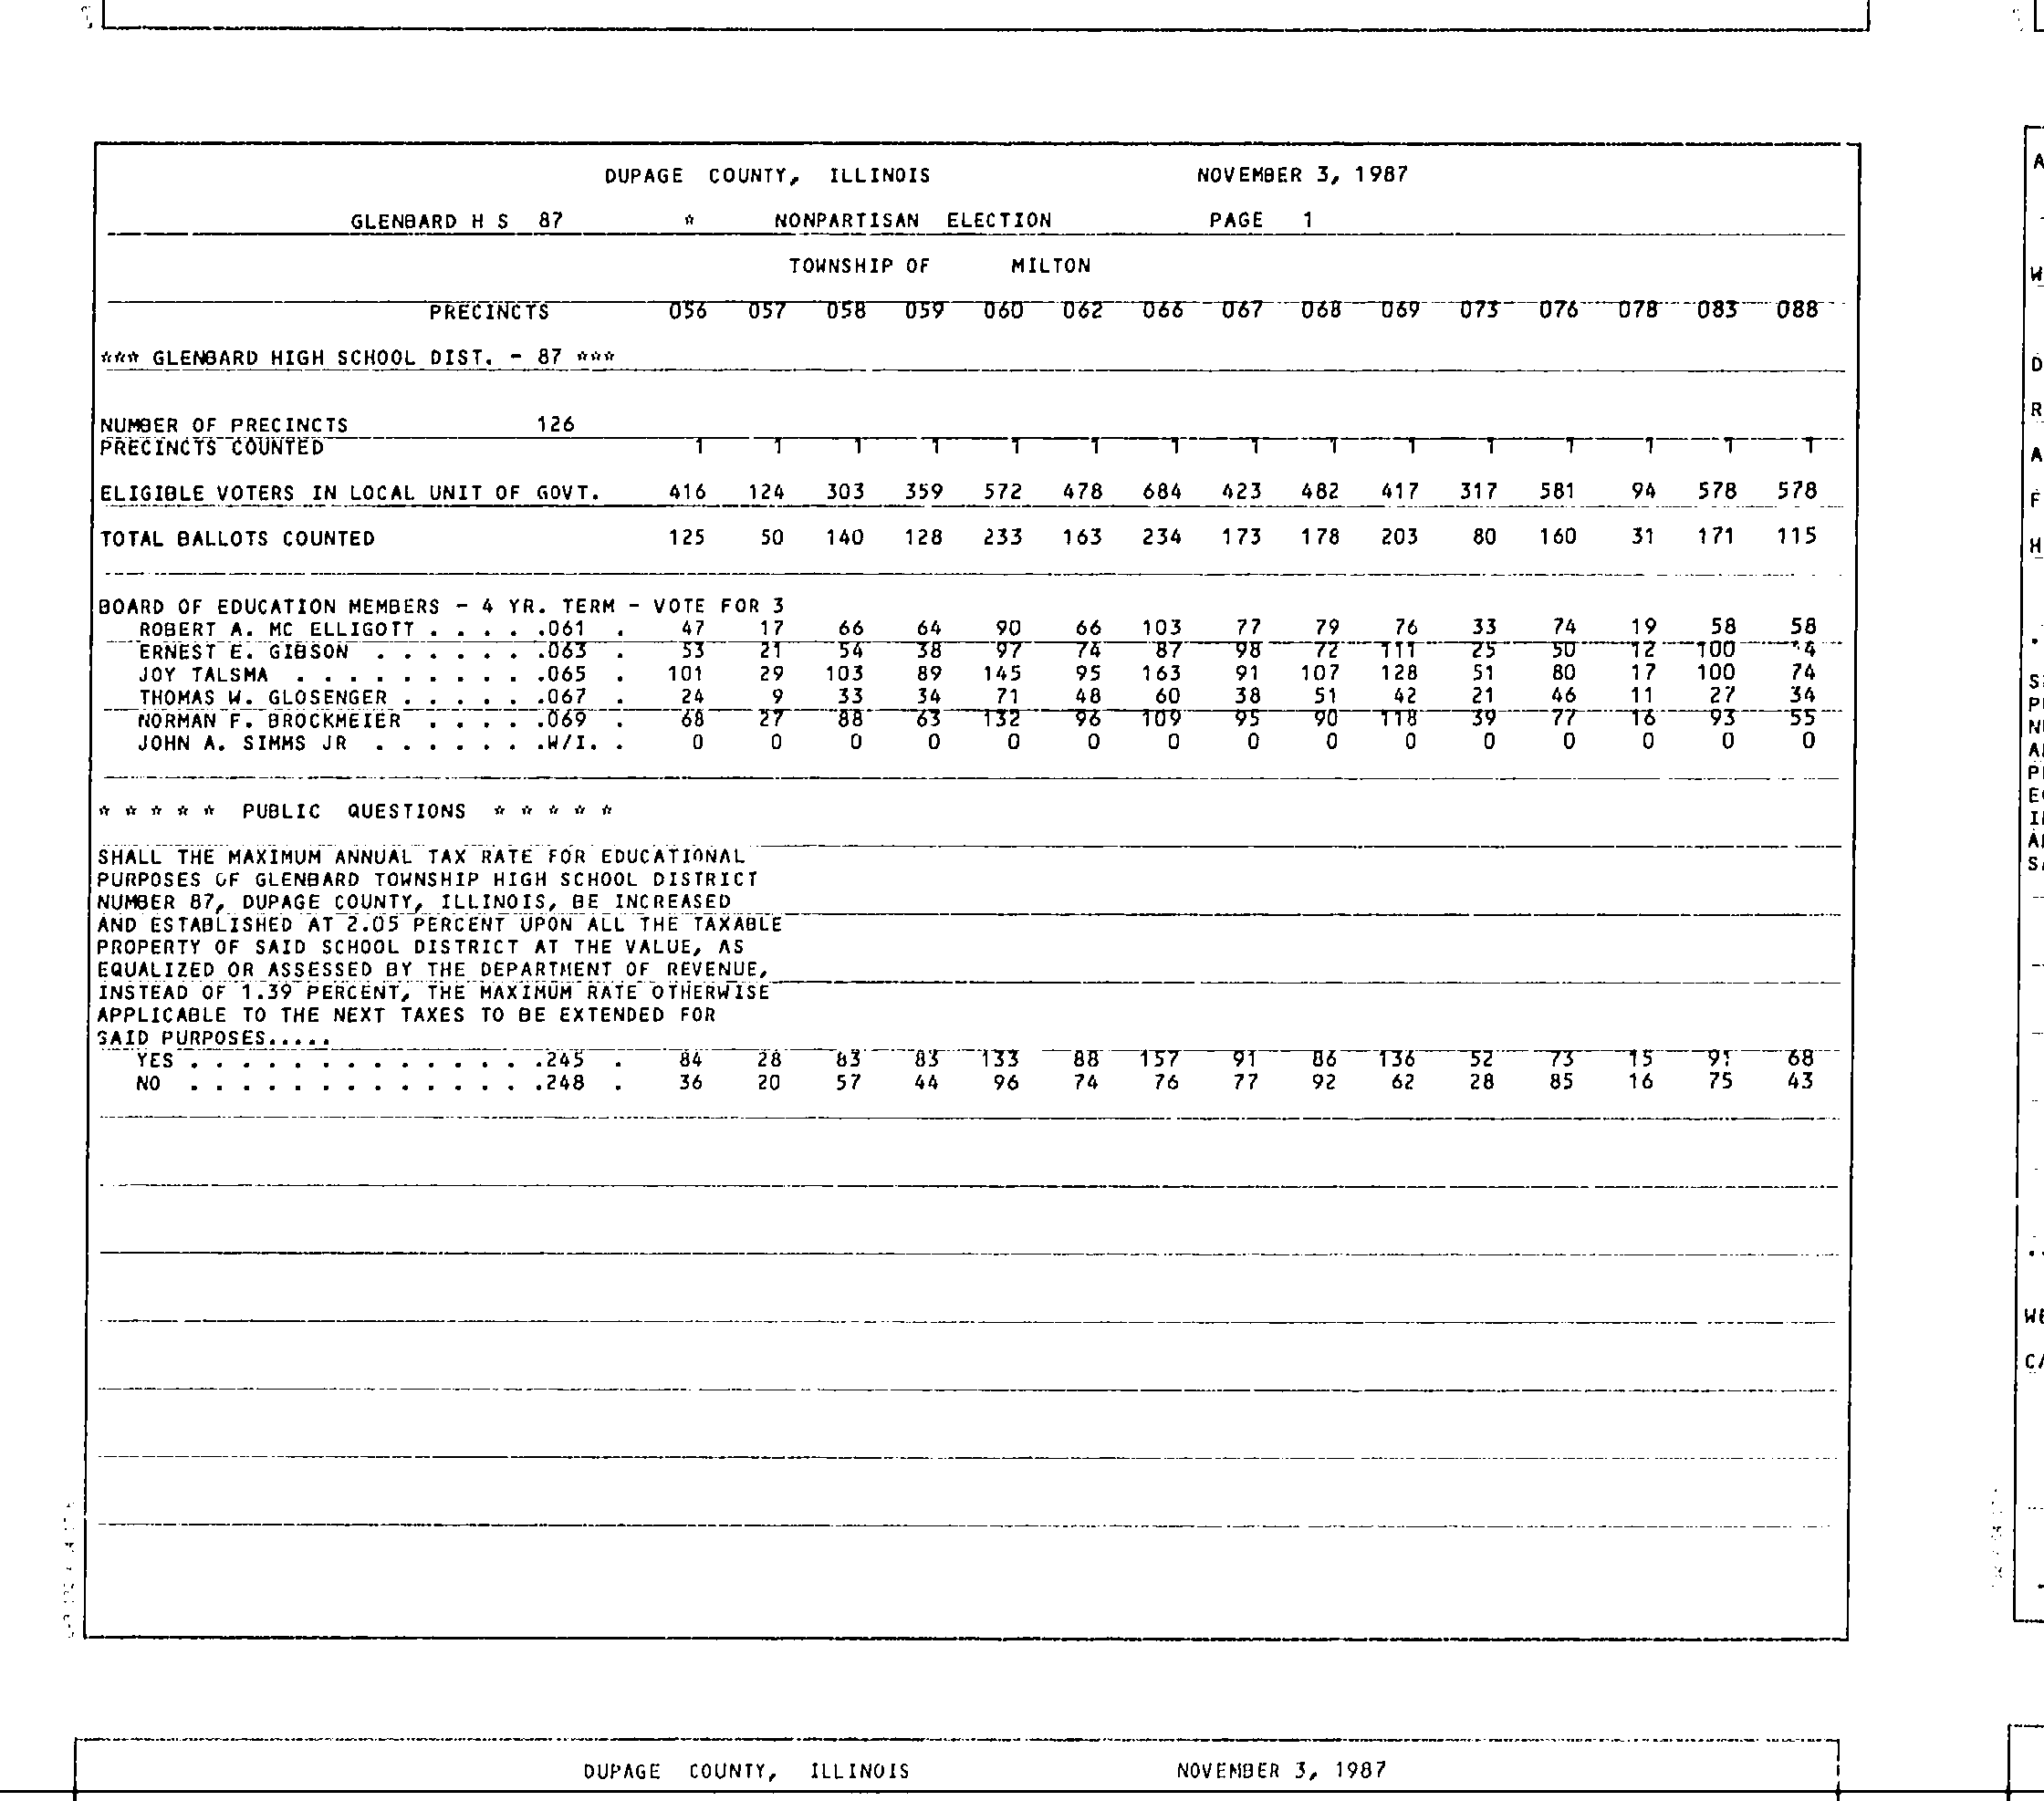 DUPAGE COUNTY, ILLINOIS NOVEMBER 3, 1987
GLENBARD H S 87 * NONPARTISAN ELECTION PAGE 1
TOWNSHIP OF MILTON
PRECINCTS 056 057 058 059 060 062 066 067 068 069 073 076 078 083 088
*** GLENBARD HIGH SCHOOL DIST. - 87 ***
NUMBER OF PRECINCTS 126
PRECINCTS COUNTED 1 1 1 1 1 1 1 1 1 1 1 1 1 1 1
ELIGIBLE VOTERS IN LOCAL UNIT OF GOVT. 416 124 303 359 572 478 684 423 482 417 317 581 94 578 578
TOTAL BALLOTS COUNTED 125 50 140 128 233 163 234 173 178 203 80 160 31 171 115
BOARD OF EDUCATION MEMBERS - 4 YR. TERM - VOTE FOR 3
ROBERT A. MC ELLIGOTT . . . . .061 . 47 17 66 64 90 66 103 77 79 76 33 74 19 58 58
ERNEST E. GIBSON . . . . . . .063 . 53 21 54 38 97 74 87 98 72 111 25 50 12 100
JOY TALSMA . . . . . . . . . .065 . 101 29 103 89 145 95 163 91 107 128 51 80 17 100 74
THOMAS W. GLOSENGER . . . . . .067 . 24 9 33 34 71 48 60 38 51 42 21 46 11 27 34
NORMAN F. BROCKMEIER . . . . .069 . 68 27 88 63 132 96 109 95 90 118 39 77 16 93 55
JOHN A. SIMMS JR . . . . . . .W/I. . 0 0 0 0 0 0 0 0 0 0 0 0 0 0 0
* * * * * PUBLIC QUESTIONS * * * * *
SHALL THE MAXIMUM ANNUAL TAX RATE FOR EDUCATIONAL
PURPOSES OF GLENBARD TOWNSHIP HIGH SCHOOL DISTRICT
NUMBER 87, DUPAGE COUNTY, ILLINOIS, BE INCREASED
AND ESTABLISHED AT 2.05 PERCENT UPON ALL THE TAXABLE
PROPERTY OF SAID SCHOOL DISTRICT AT THE VALUE, AS
EQUALIZED OR ASSESSED BY THE DEPARTMENT OF REVENUE,
INSTEAD OF 1.39 PERCENT, THE MAXIMUM RATE OTHERWISE
APPLICABLE TO THE NEXT TAXES TO BE EXTENDED FOR
SAID PURPOSES.....
YES . . . . . . . . . . . . . .245 . 84 28 83 83 133 88 157 91 86 136 52 73 15 91 68
NO . . . . . . . . . . . . . .248 . 36 20 57 44 96 74 76 77 92 62 28 85 16 75 43
DUPAGE COUNTY, ILLINOIS NOVEMBER 3, 1987